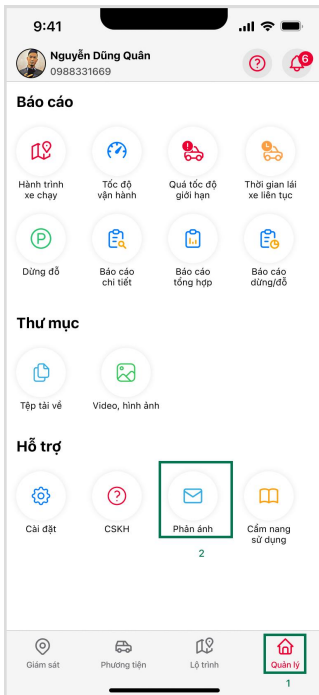 9:41
Nguyễn Dũng Quân
0988331669
6
Báo cáo
Hành trình
xe chạy
Tốc độ
vận hành
Quá tốc độ
giới hạn
Thời gian lái
xe liên tục
Dừng đỗ
Báo cáo
chi tiết
Báo cáo
tổng hợp
Báo cáo
dừng/đỗ
Thư mục
Tệp tải về
Video, hình ảnh
Hỗ trợ
Cài đặt
CSKH
Phản ánh
Cẩm nang
sử dụng
2
Giám sát
Phương tiện
Lộ trình
Quản lý
1